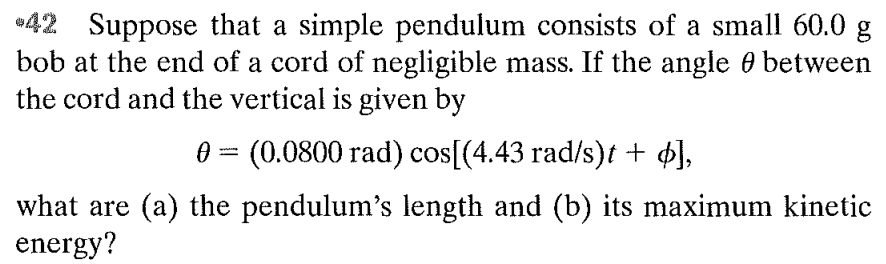 •42 Suppose that a simple pendulum consists of a small 60.0 g
bob at the end of a cord of negligible mass. If the angle θ between
the cord and the vertical is given by
θ = (0.0800 rad) cos[(4.43 rad/s)t + ϕ],
what are (a) the pendulum's length and (b) its maximum kinetic
energy?